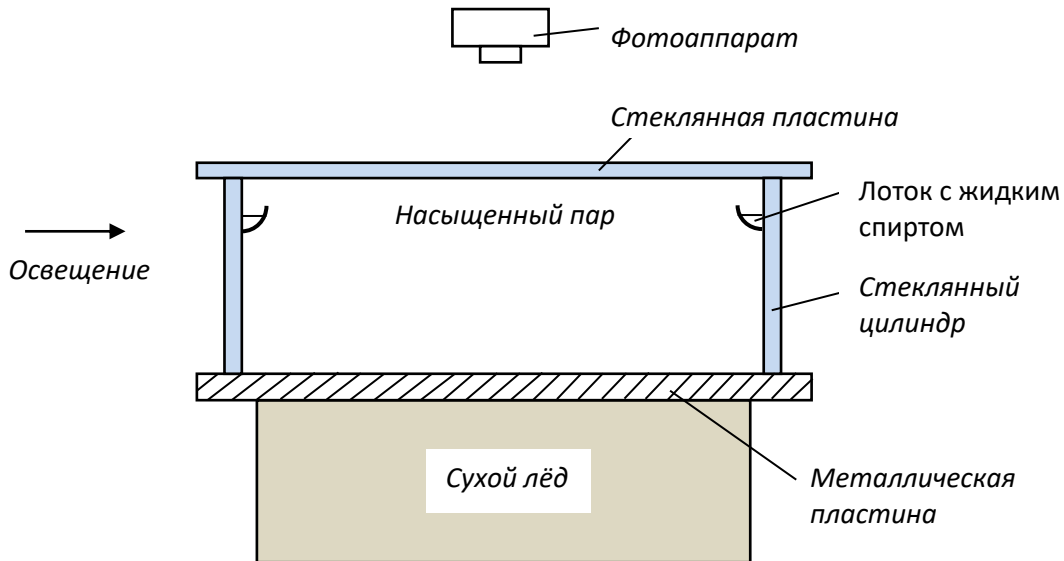 Фотоаппарат
Стеклянная пластина
Насыщенный пар
Лоток с жидким
спиртом
Освещение
Стеклянный
цилиндр
Сухой лёд
Металлическая
пластина